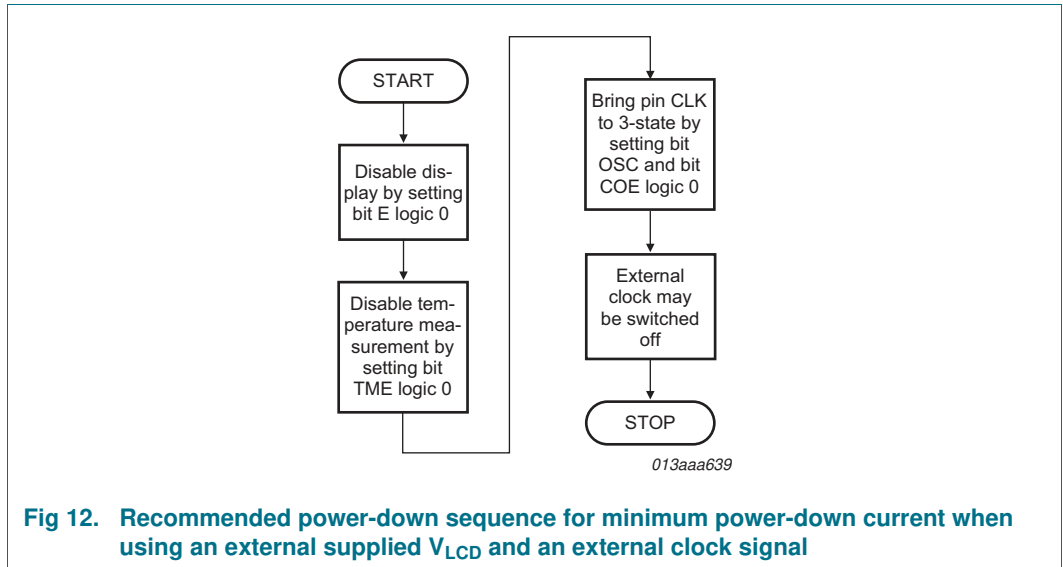 START
Disable dis-
play by setting
bit E logic 0
Disable tem-
perature mea-
surement by
setting bit
TME logic 0
Bring pin CLK
to 3-state by
setting bit
OSC and bit
COE logic 0
External
clock may
be switched
off
STOP
013aaa639
Fig 12. Recommended power-down sequence for minimum power-down current when
using an external supplied VLCD and an external clock signal